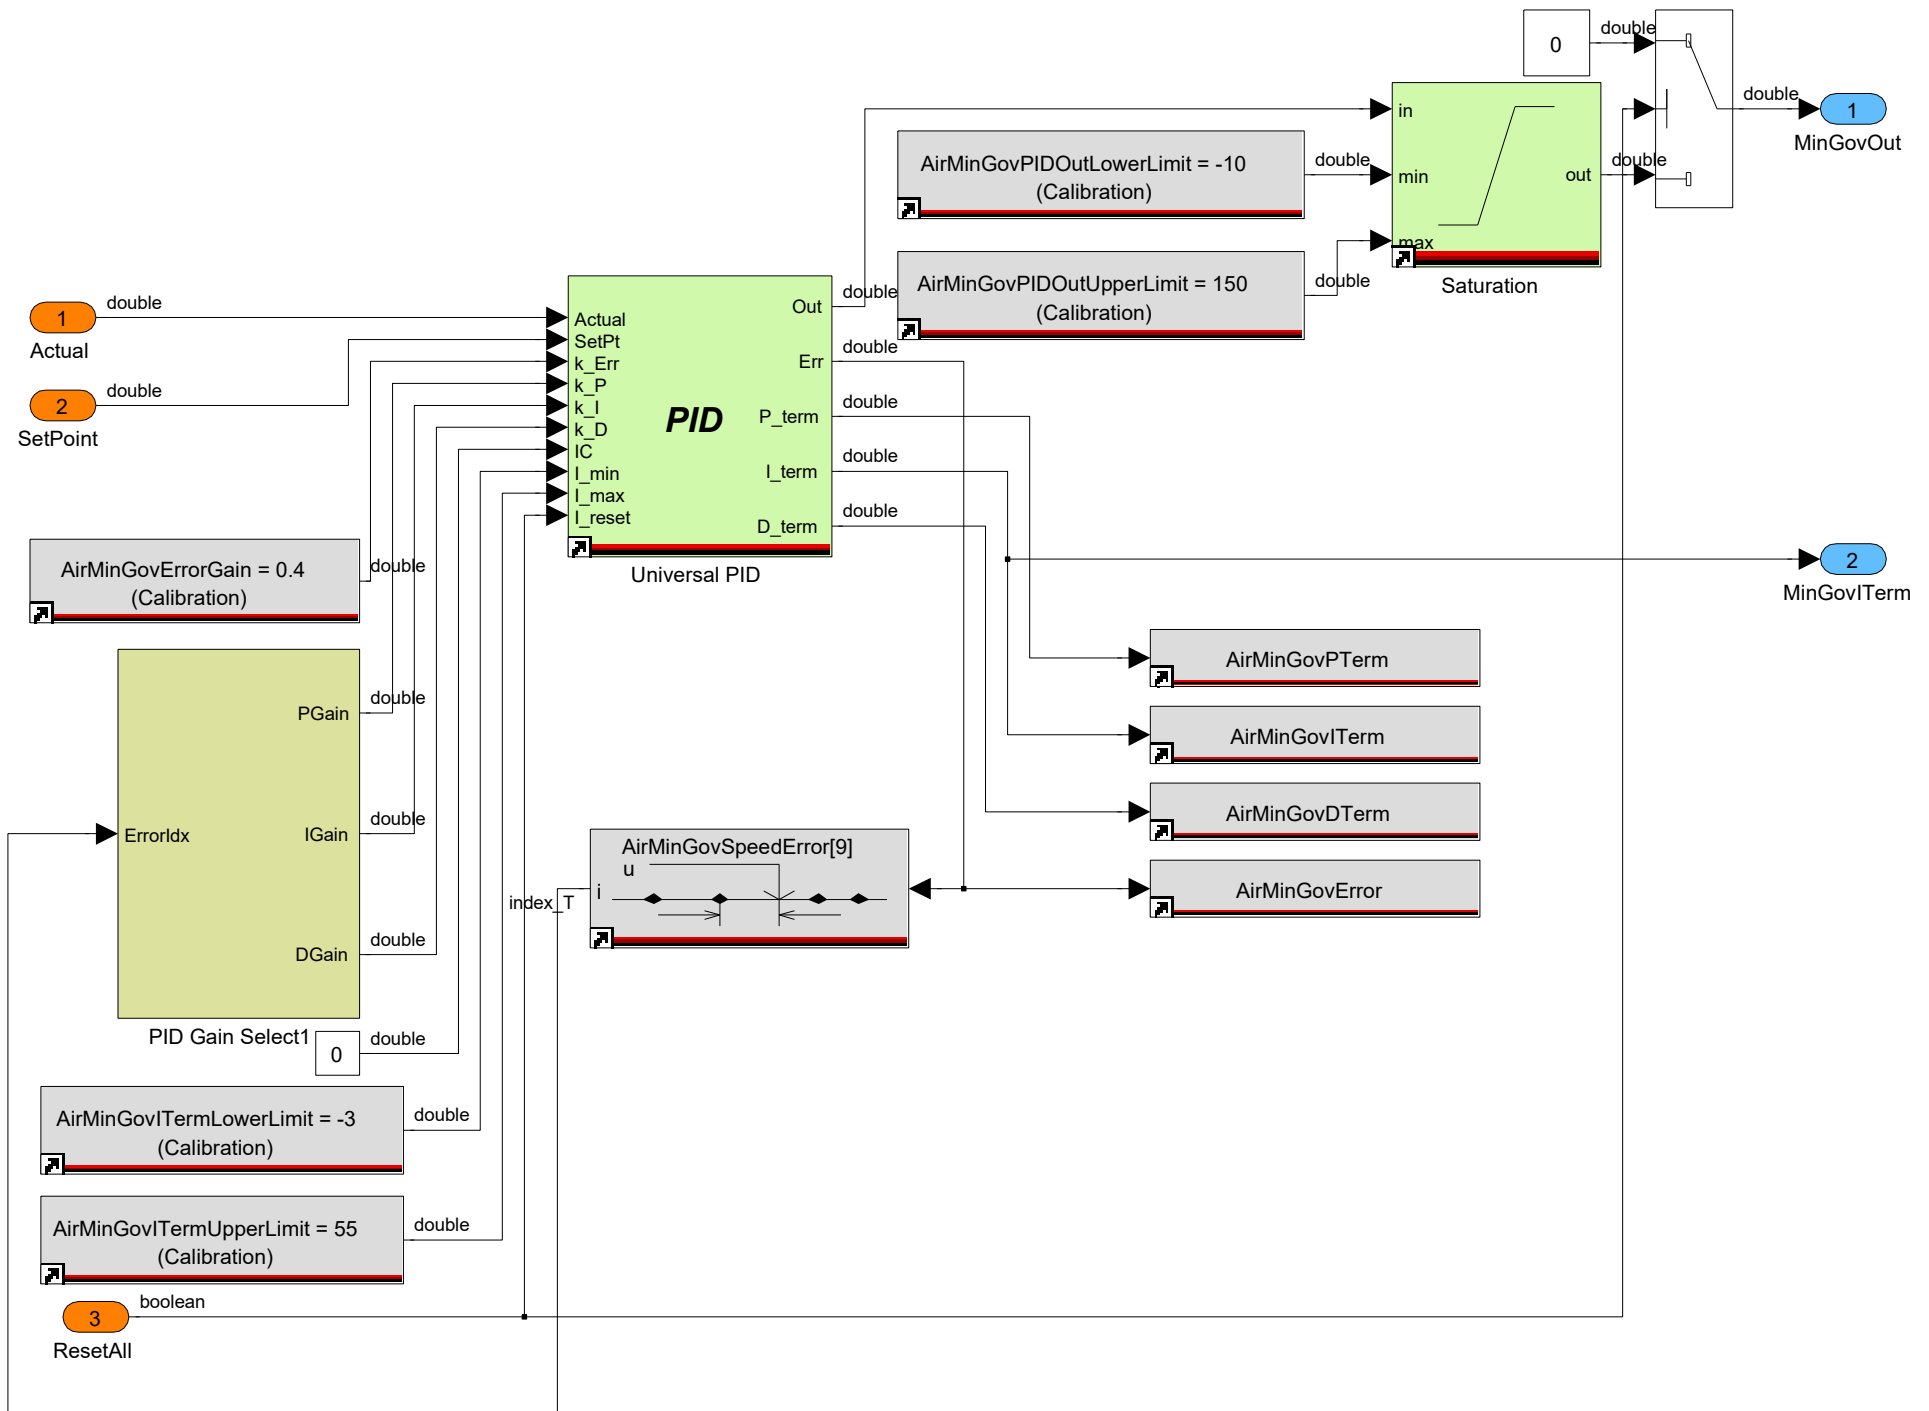 0
double
double
double
1
MinGovOut
in
min
max
out
Saturation
AirMinGovPIDOutLowerLimit = -10
(Calibration)
double
double
AirMinGovPIDOutUpperLimit = 150
(Calibration)
double
1
Actual
double
2
SetPoint
double
Actual
SetPt
k_Err
k_P
k_I
k_D
IC
I_min
I_max
I_reset
PID
Out
Err
P_term
I_term
D_term
Universal PID
double
double
double
double
double
2
MinGovITerm
AirMinGovErrorGain = 0.4
(Calibration)
double
PGain
IGain
DGain
ErrorIdx
PID Gain Select1
double
double
double
0
double
AirMinGovPTerm
AirMinGovITerm
AirMinGovDTerm
AirMinGovError
AirMinGovSpeedError[9]
u
i
index_T
AirMinGovITermLowerLimit = -3
(Calibration)
double
AirMinGovITermUpperLimit = 55
(Calibration)
double
3
ResetAll
boolean